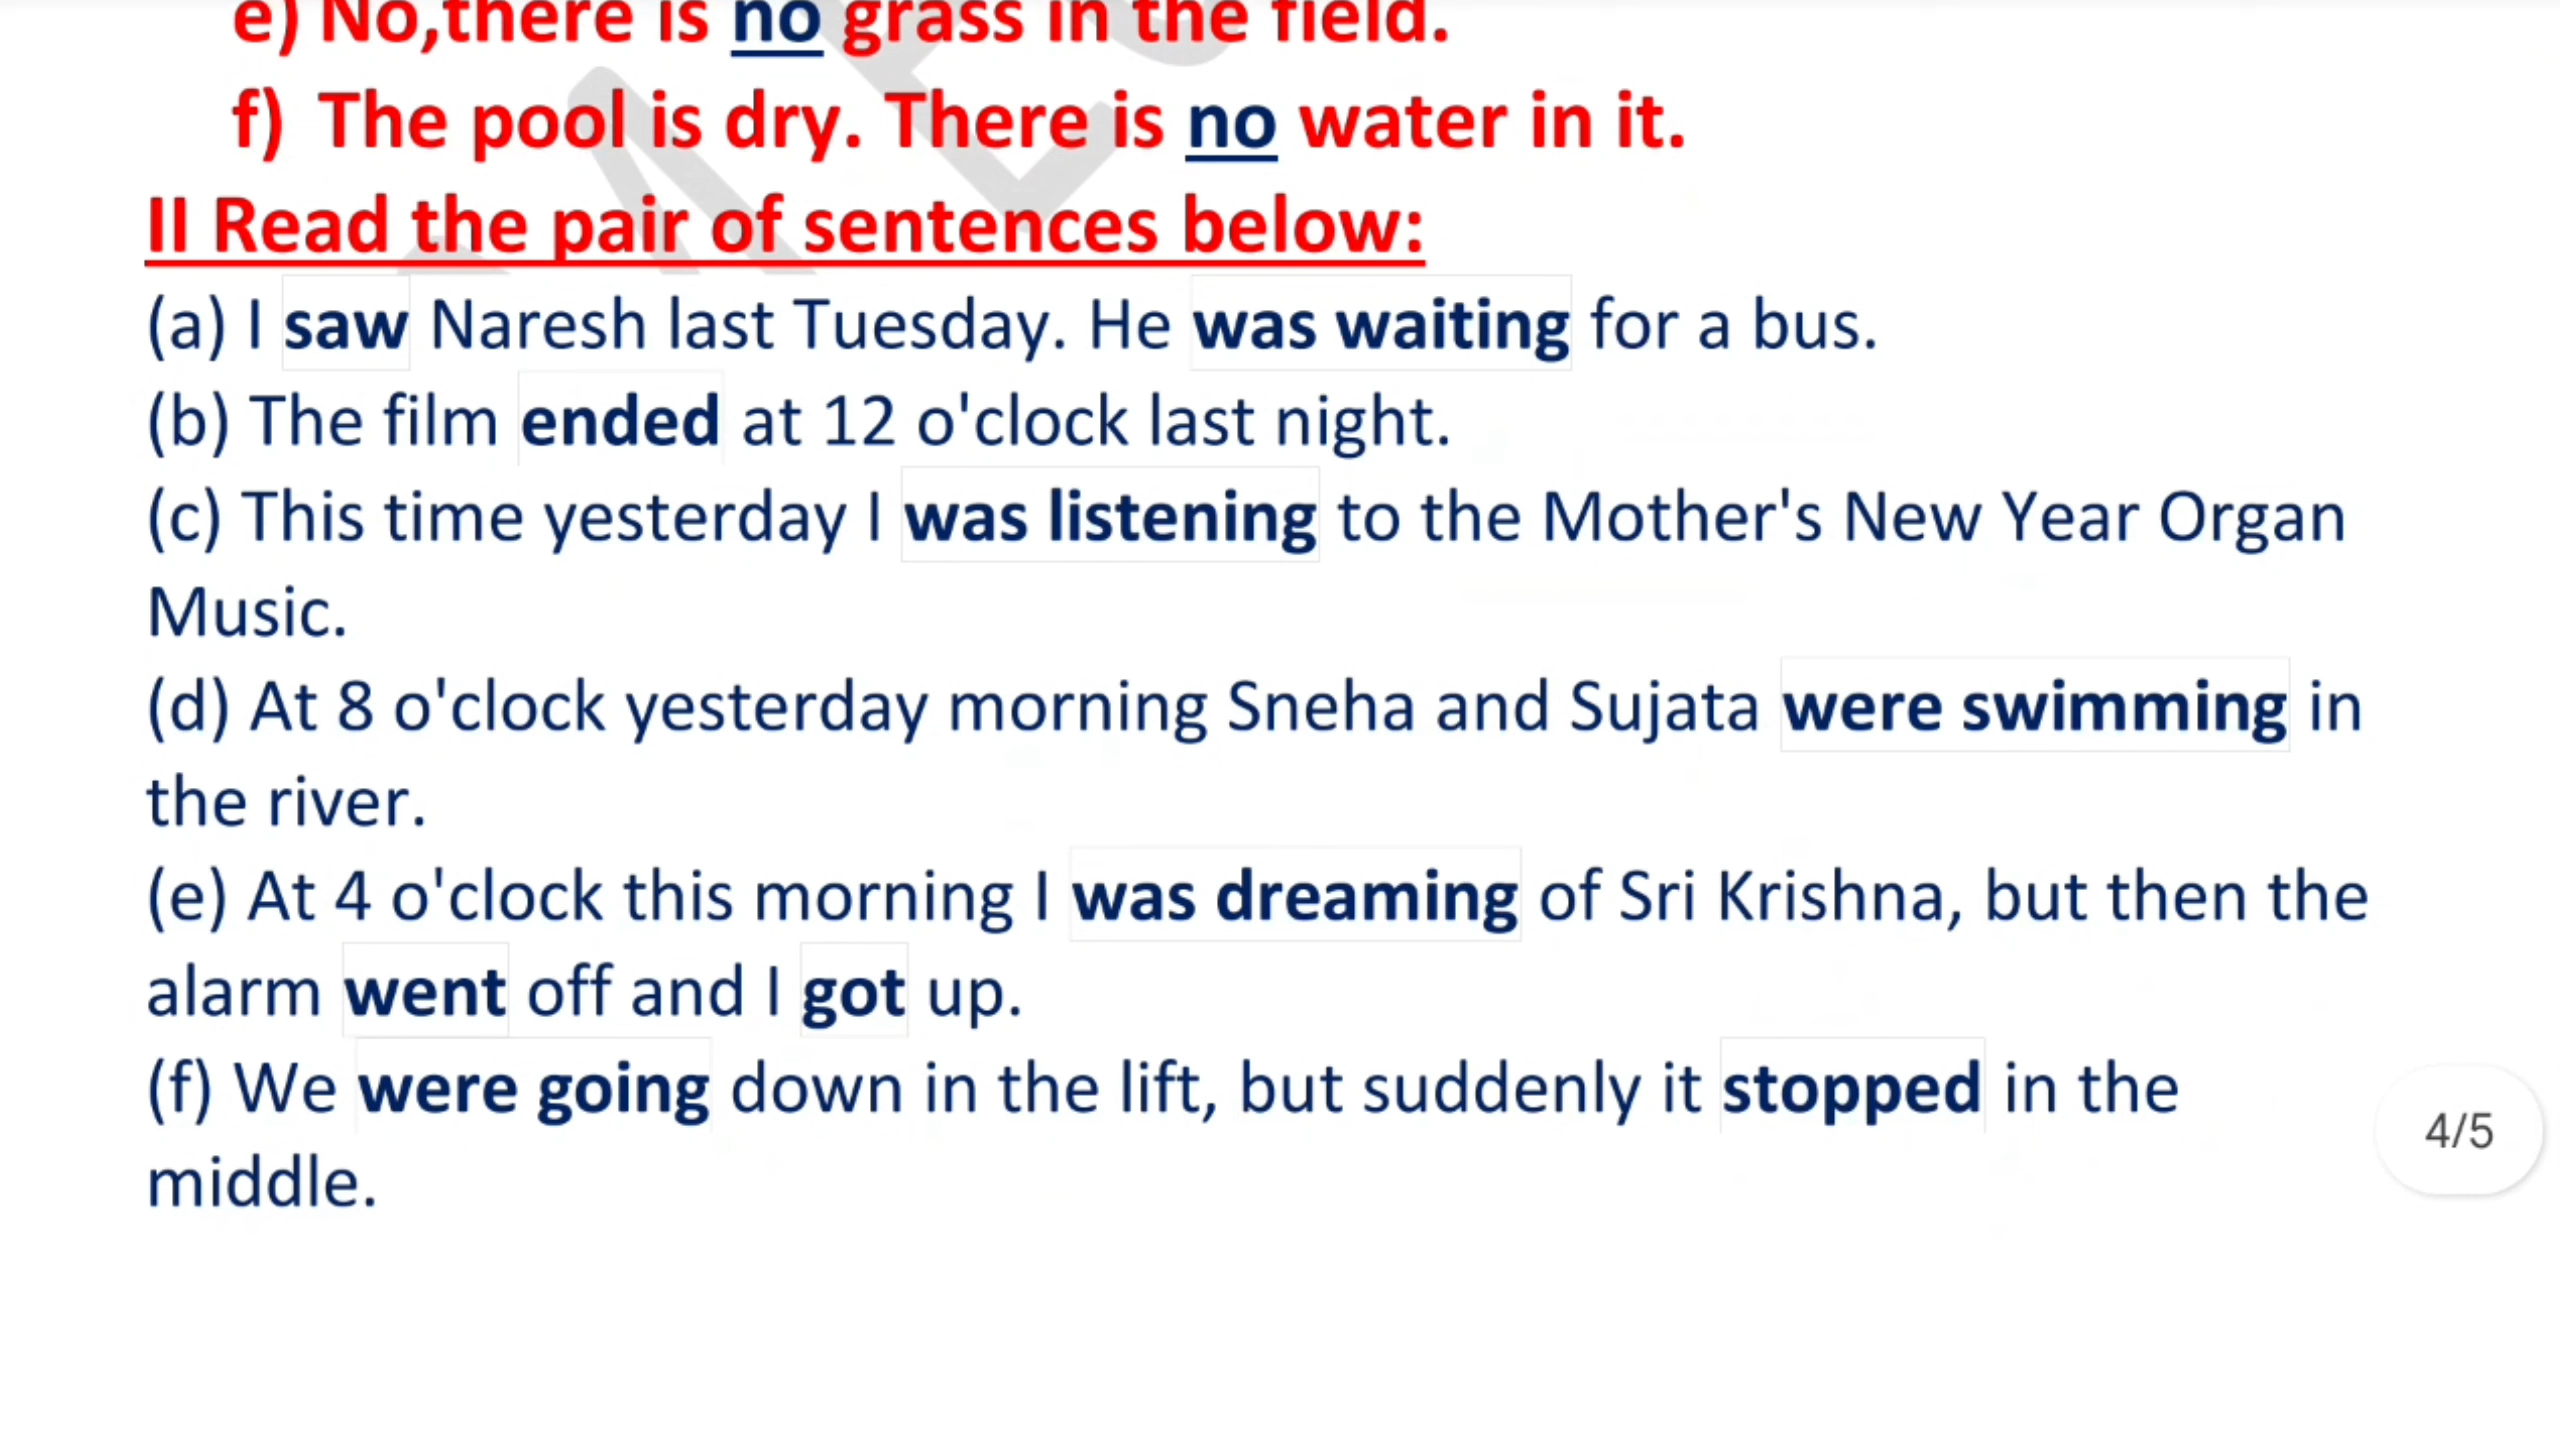 e) No,there is no grass in the field.
f) The pool is dry. There is no water in it.
II Read the pair of sentences below:
(a) I saw Naresh last Tuesday. He was waiting for a bus.
(b) The film ended at 12 o'clock last night.
(c) This time yesterday I was listening to the Mother's New Year Organ
Music.
(d) At 8 o'clock yesterday morning Sneha and Sujata were swimming in
the river.
(e) At 4 o'clock this morning I was dreaming of Sri Krishna, but then the
alarm went off and I got up.
(f) We were going down in the lift, but suddenly it stopped in the
middle.
4/5